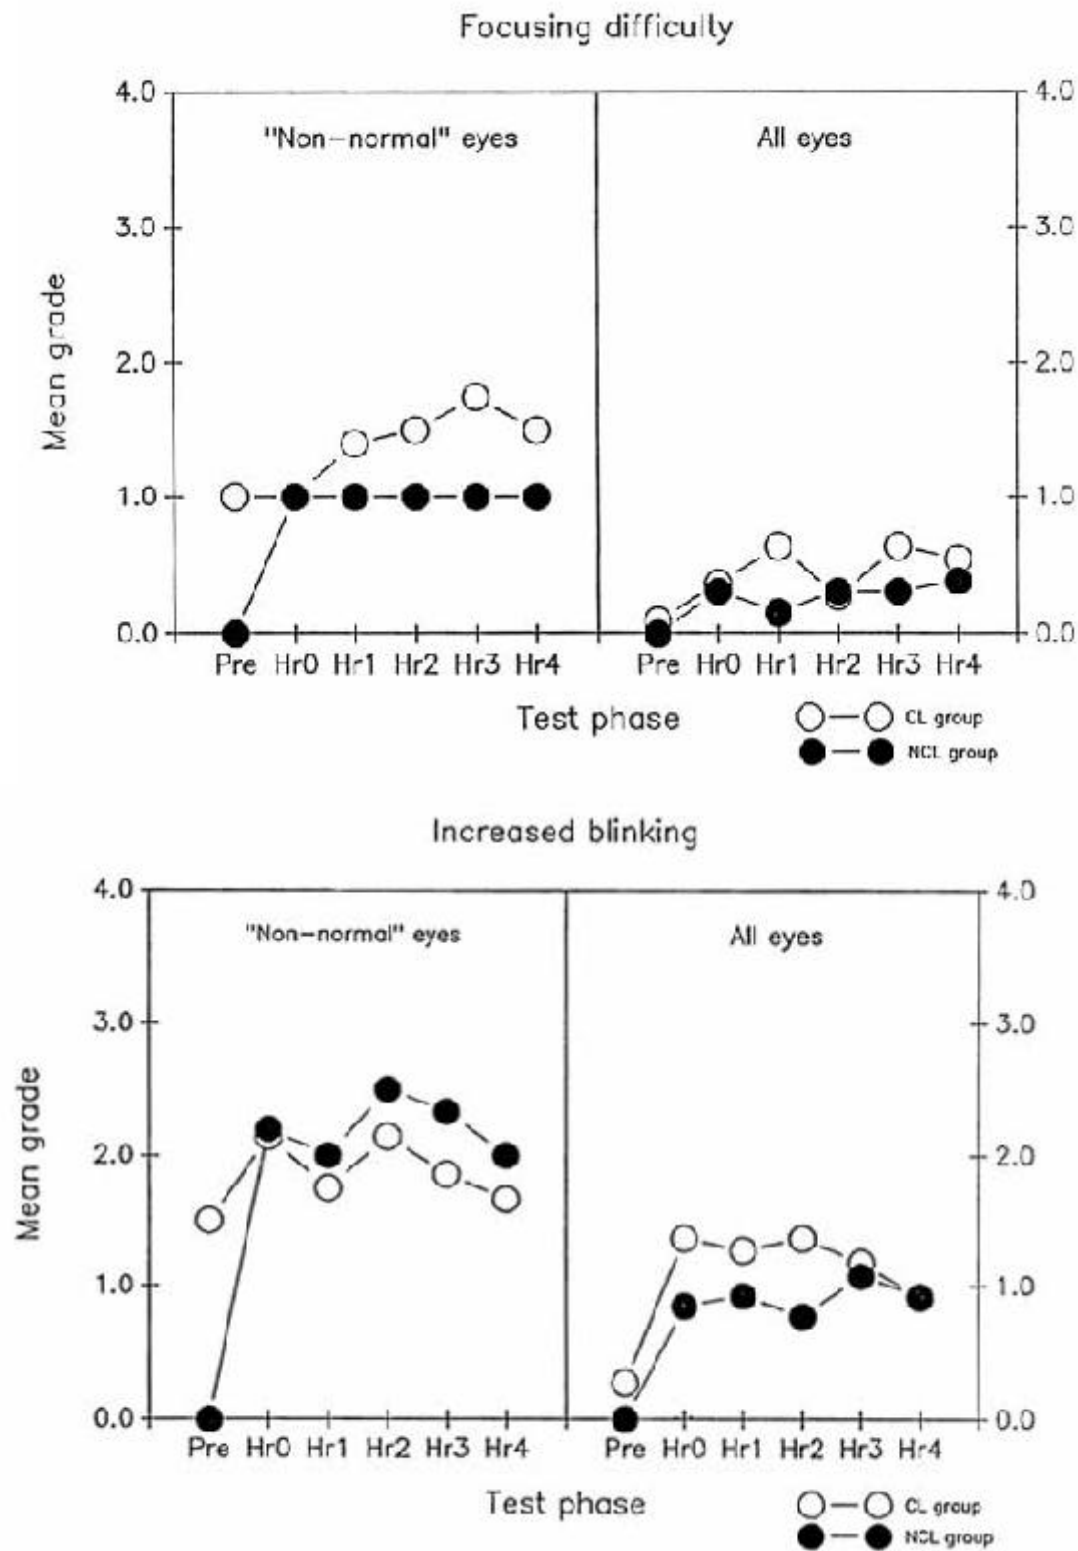 Focusing difficulty
4.0 4.0
"Non-normal" eyes All eyes
3.0 3.0
Mean grade
2.0 2.0
1.0 1.0
0.0 0.0
Pre Hr0 Hr1 Hr2 Hr3 Hr4 Pre Hr0 Hr1 Hr2 Hr3 Hr4
Test phase
CL group
NCL group
Increased blinking
4.0 4.0
"Non-normal" eyes All eyes
3.0 3.0
Mean grade
2.0 2.0
1.0 1.0
0.0 0.0
Pre Hr0 Hr1 Hr2 Hr3 Hr4 Pre Hr0 Hr1 Hr2 Hr3 Hr4
Test phase
CL group
NCL group